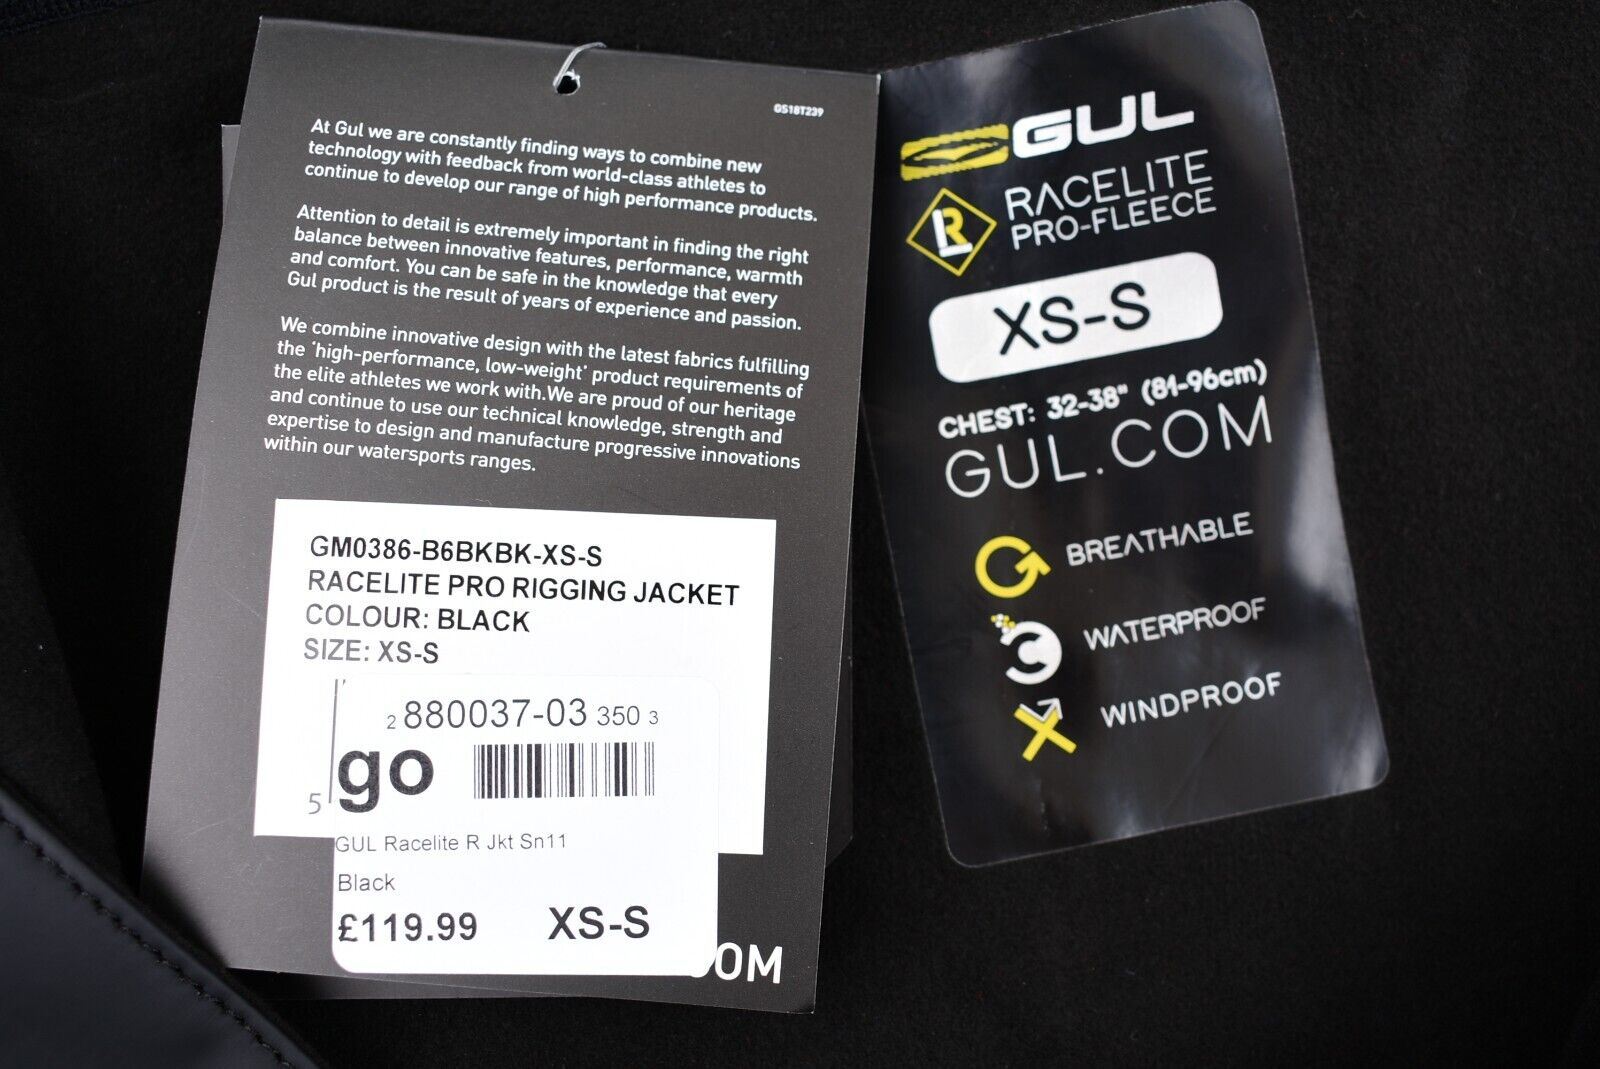 GS18T239
At Gul we are constantly finding ways to combine new
technology with feedback from world-class athletes to
continue to develop our range of high performance products.
Attention to detail is extremely important in finding the right
balance between innovative features, performance, warmth
and comfort. You can be safe in the knowledge that every
Gul product is the result of years of experience and passion.
We combine innovative design with the latest fabrics fulfilling
the 'high-performance, low-weight' product requirements of
the elite athletes we work with.We are proud of our heritage
and continue to use our technical knowledge, strength and
expertise to design and manufacture progressive innovations
within our watersports ranges.
GM0386-B6BKBK-XS-S
RACELITE PRO RIGGING JACKET
COLOUR: BLACK
SIZE: XS-S
2 880037-03 350 3
go
5
GUL Racelite R Jkt Sn11
Black
£119.99 XS-S
OM
GUL
LR
RACELITE
PRO-FLEECE
XS-S
CHEST: 32-38" (81-96cm)
GUL.COM
BREATHABLE
WATERPROOF
WINDPROOF